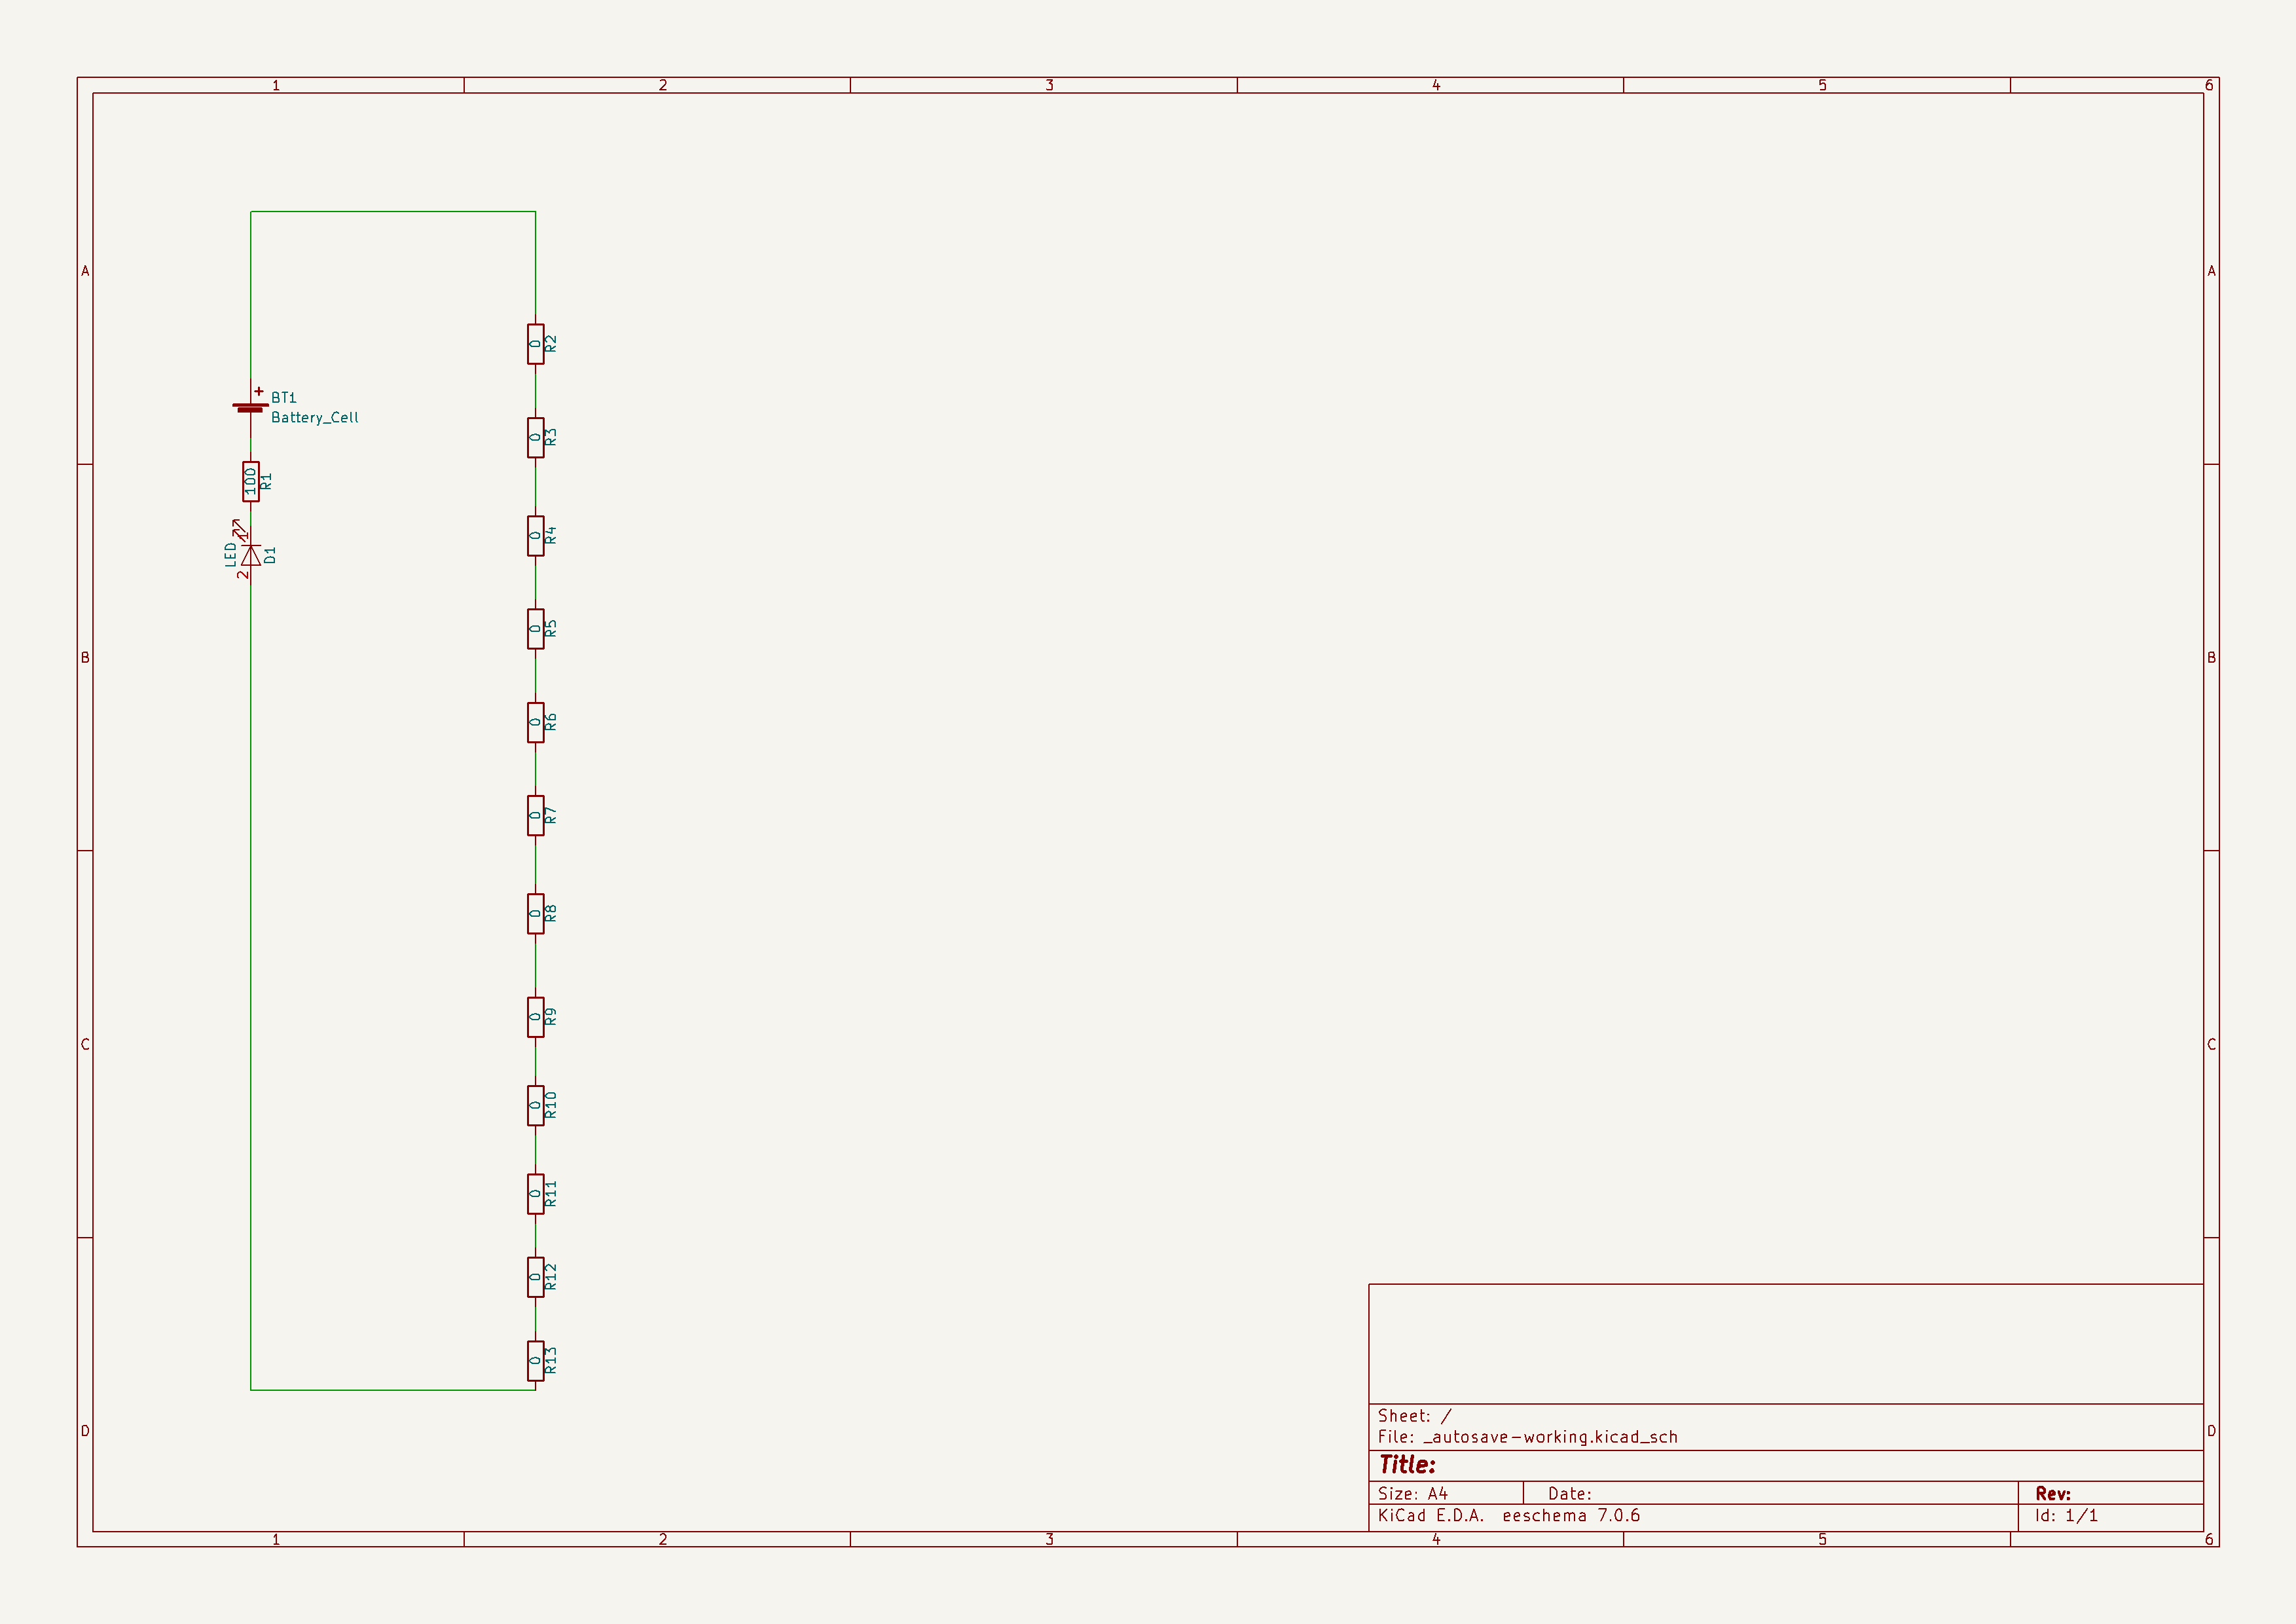 1 2 3 4 5 6
A A
R2
0
BT1
Battery_Cell
+
R3
0
R1
100
R4
0
1
LED
D1
2
R5
0
B B
R6
0
R7
0
R8
0
R9
0
C C
R10
0
R11
0
R12
0
R13
0
Sheet: /
File: _autosave-working.kicad_sch
D D
Title:
Size: A4 Date: Rev:
KiCad E.D.A. eeschema 7.0.6 Id: 1/1
1 2 3 4 5 6